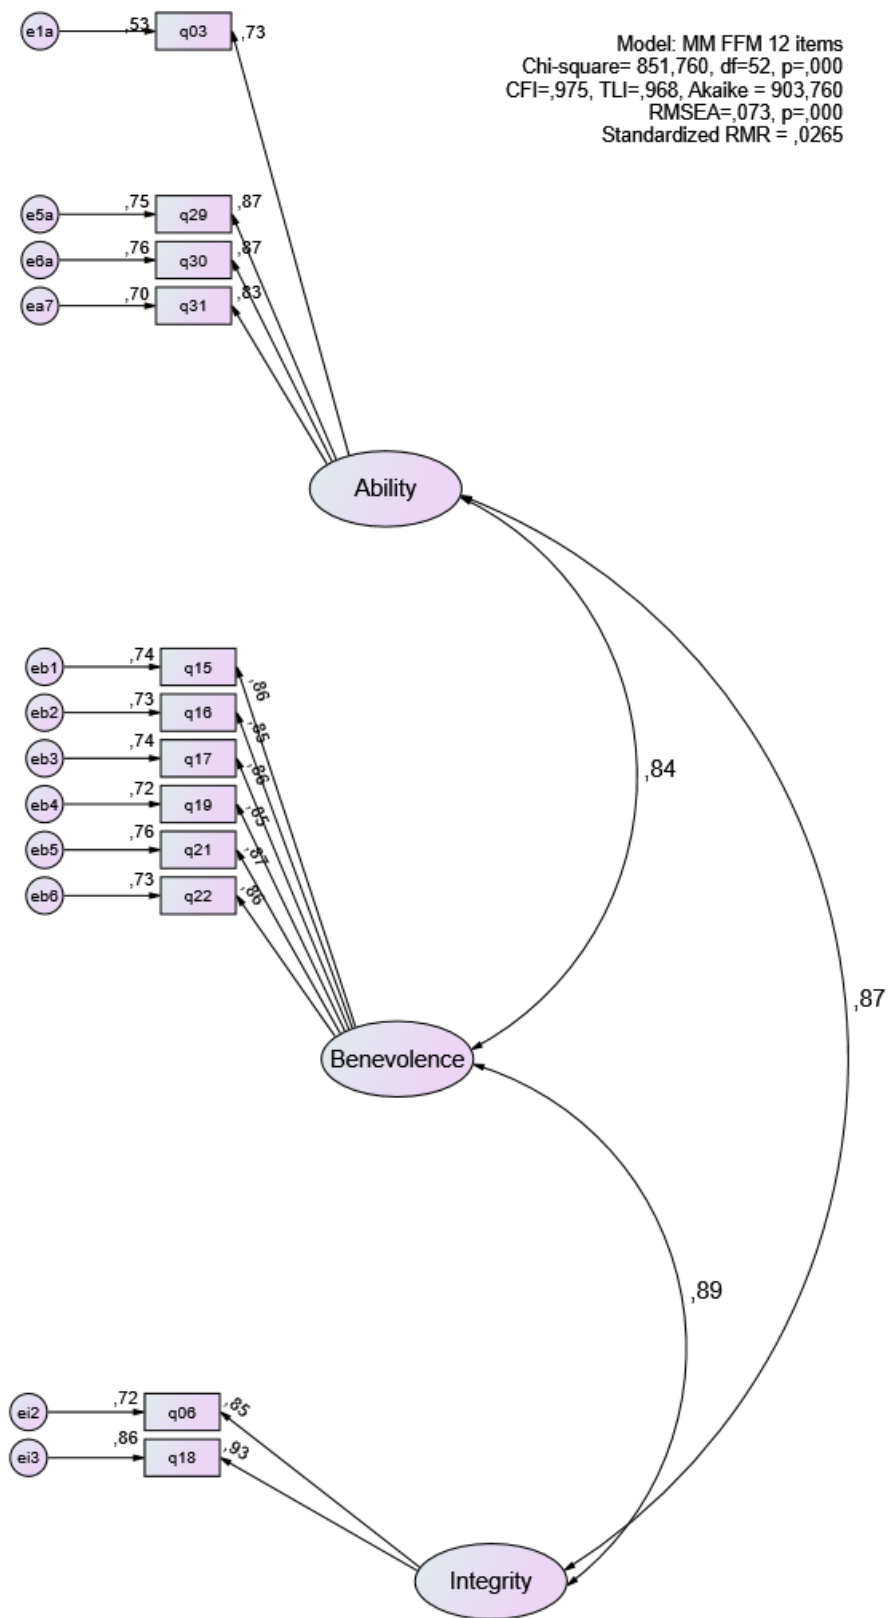 e1a ,53 q03 ,73
Model: MM FFM 12 items
Chi-square= 851,760, df=52, p=,000
CFI=,975, TLI=,968, Akaike = 903,760
RMSEA=,073, p=,000
Standardized RMR = ,0265
e5a ,75 q29 ,87
e6a ,76 q30 ,87
ea7 ,70 q31 ,83
Ability
eb1 ,74 q15 ,86
eb2 ,73 q16 ,85
eb3 ,74 q17 ,86
eb4 ,72 q19 ,85
eb5 ,76 q21 ,87
eb6 ,73 q22 ,86
,84
,87
Benevolence
,89
ei2 ,72 q06 ,85
ei3 ,86 q18 ,93
Integrity